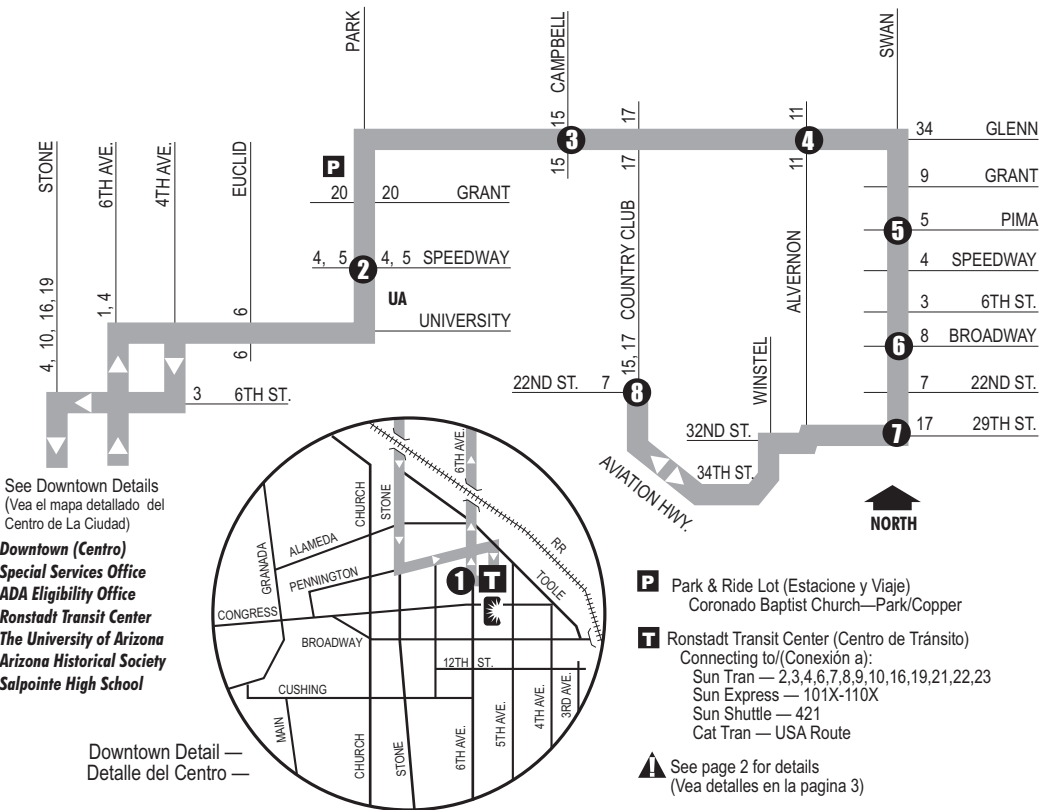 PARK
CAMPBELL
SWAN
STONE
6TH AVE.
4TH AVE.
EUCLID
15
17
11
3
4
34 GLENN
P
15
17
11
20 20 GRANT
9 GRANT
COUNTRY CLUB
ALVERNON
5 PIMA
5
4, 5 2 4, 5 SPEEDWAY
4 SPEEDWAY
UA
4, 10, 16, 19
1, 4
6
UNIVERSITY
3 6TH ST.
6
15, 17
WINSTEL
6 8 BROADWAY
3 6TH ST.
22ND ST. 7 8
7 22ND ST.
32ND ST.
7 17 29TH ST.
34TH ST.
AVIATION HWY.
NORTH
See Downtown Details
(Vea el mapa detallado del
Centro de La Ciudad)
Downtown (Centro)
Special Services Office
ADA Eligibility Office
Ronstadt Transit Center
The University of Arizona
Arizona Historical Society
Salpointe High School
6TH AVE.
CHURCH
STONE
GRANADA
ALAMEDA
PENNINGTON
RR
TOOLE
1 T
CONGRESS
BROADWAY
12TH ST.
CUSHING
MAIN
CHURCH
STONE
6TH AVE.
5TH AVE.
4TH AVE.
3RD AVE.
Downtown Detail —
Detalle del Centro —
P Park & Ride Lot (Estacione y Viaje)
Coronado Baptist Church—Park/Copper
T Ronstadt Transit Center (Centro de Tránsito)
Connecting to/(Conexión a):
Sun Tran — 2,3,4,6,7,8,9,10,16,19,21,22,23
Sun Express — 101X-110X
Sun Shuttle — 421
Cat Tran — USA Route
! See page 2 for details
(Vea detalles en la pagina 3)